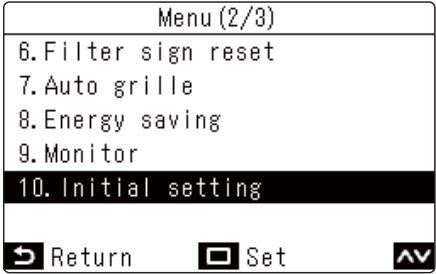 Menu(2/3)
6.Filter sign reset
7.Auto grille
8.Energy saving
9.Monitor
10.Initial setting
Return Set